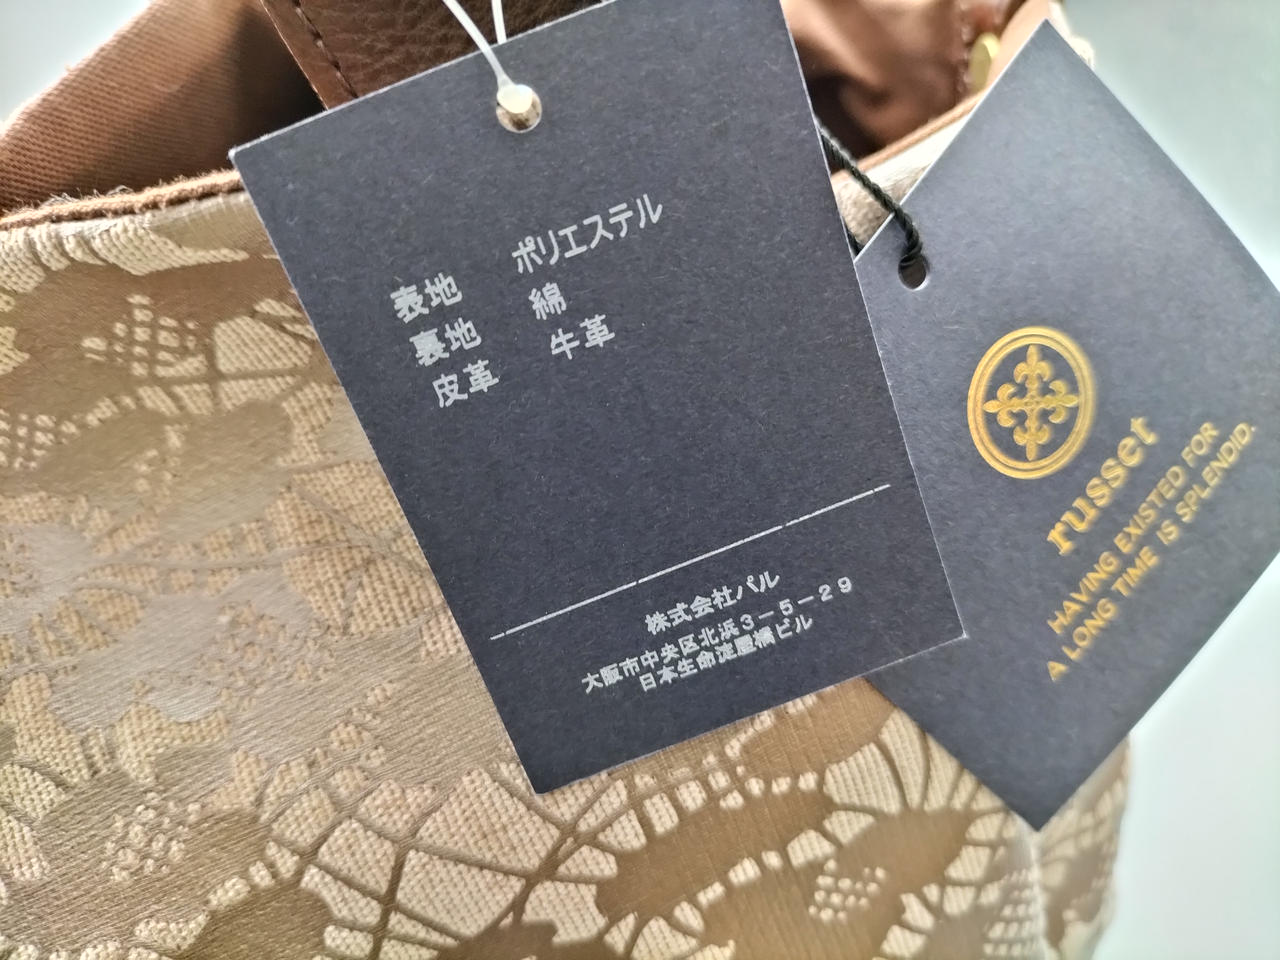 表地 ポリエステル
裏地 綿
皮革 牛革
株式会社パル
大阪市中央区北浜3-5-29
日本生命淀屋橋ビル
russet
HAVING EXISTED FOR
A LONG TIME IS SPLENDID.